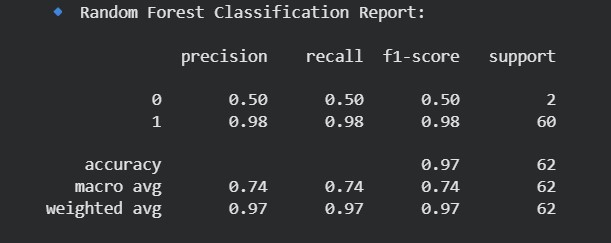 🔹 Random Forest Classification Report:
precision recall f1-score support
0 0.50 0.50 0.50 2
1 0.98 0.98 0.98 60
accuracy 0.97 62
macro avg 0.74 0.74 0.74 62
weighted avg 0.97 0.97 0.97 62